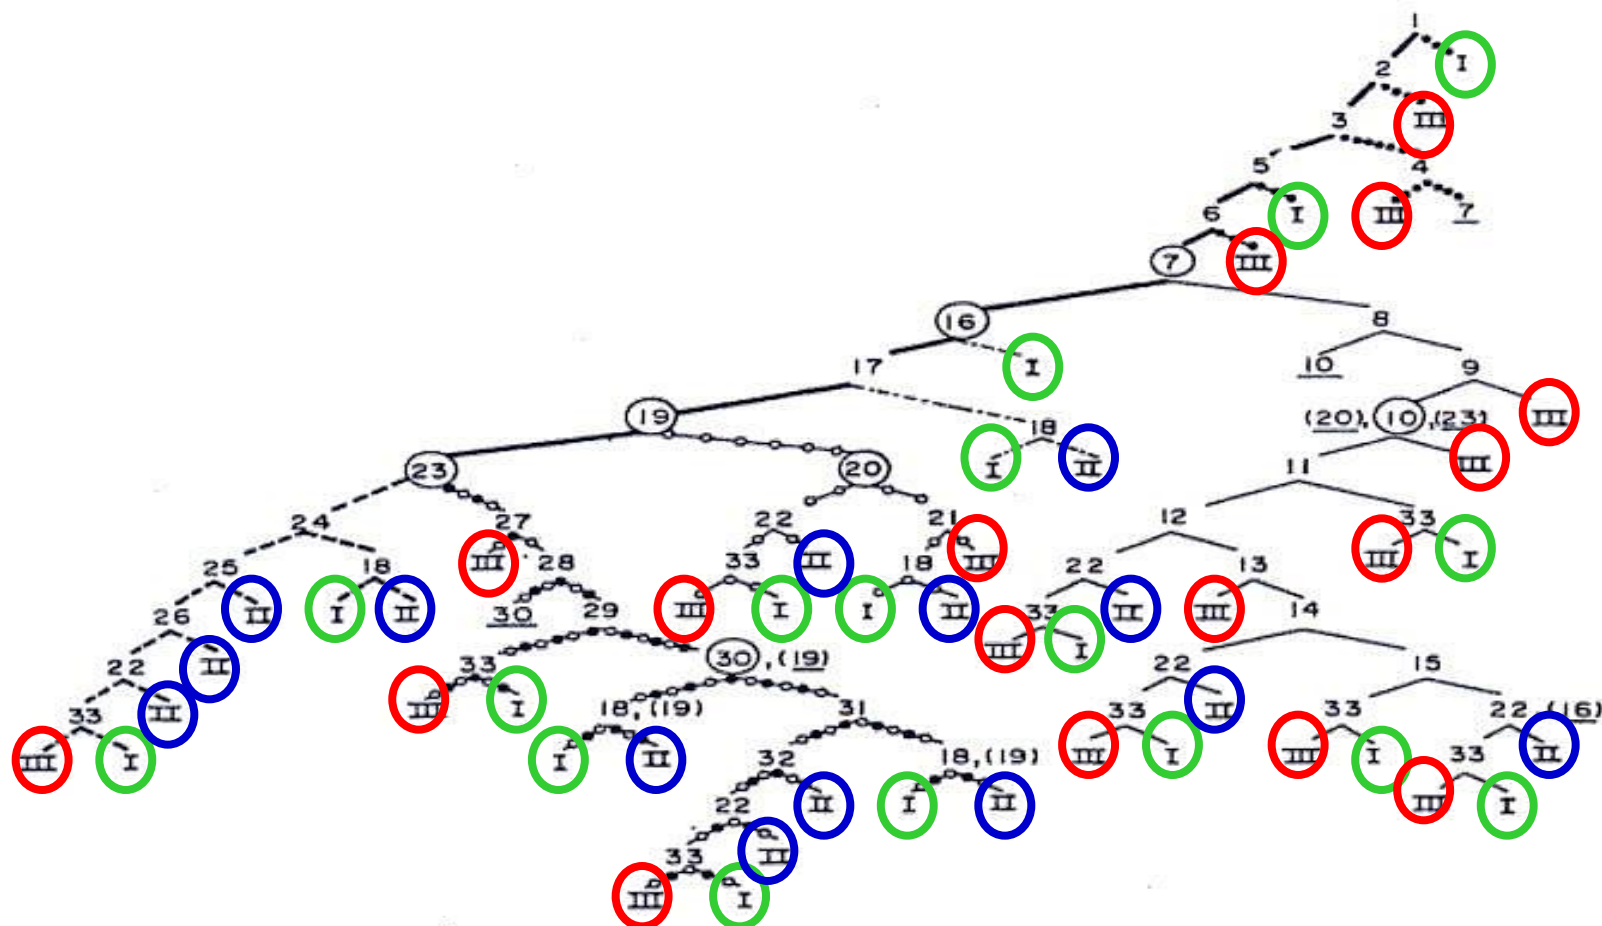 1
I
2
III
3
5 4
I III 7
6
7 III
16 8
17 I 10 9
19 (20), 10, (23) III
18
23 20 I II 11 III
24 27 22 21 12 33
III 33 II III III I
25 18 28 18 22 13
26 II I II 30 29 III I I II 33 II III 14
22 II 33 30, (19) III I 22 15
33 II III I 18, (19) 31 33 II 33 22, (16)
III I I II 32 18, (19) III I III I 33 II
22 II I II III I
33 II
III I